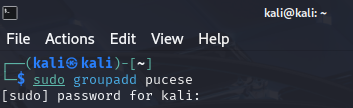 kali@kali: ~
File Actions Edit View Help
┌──(kali㉿kali)-[~]
└─$ sudo groupadd pucese
[sudo] password for kali: